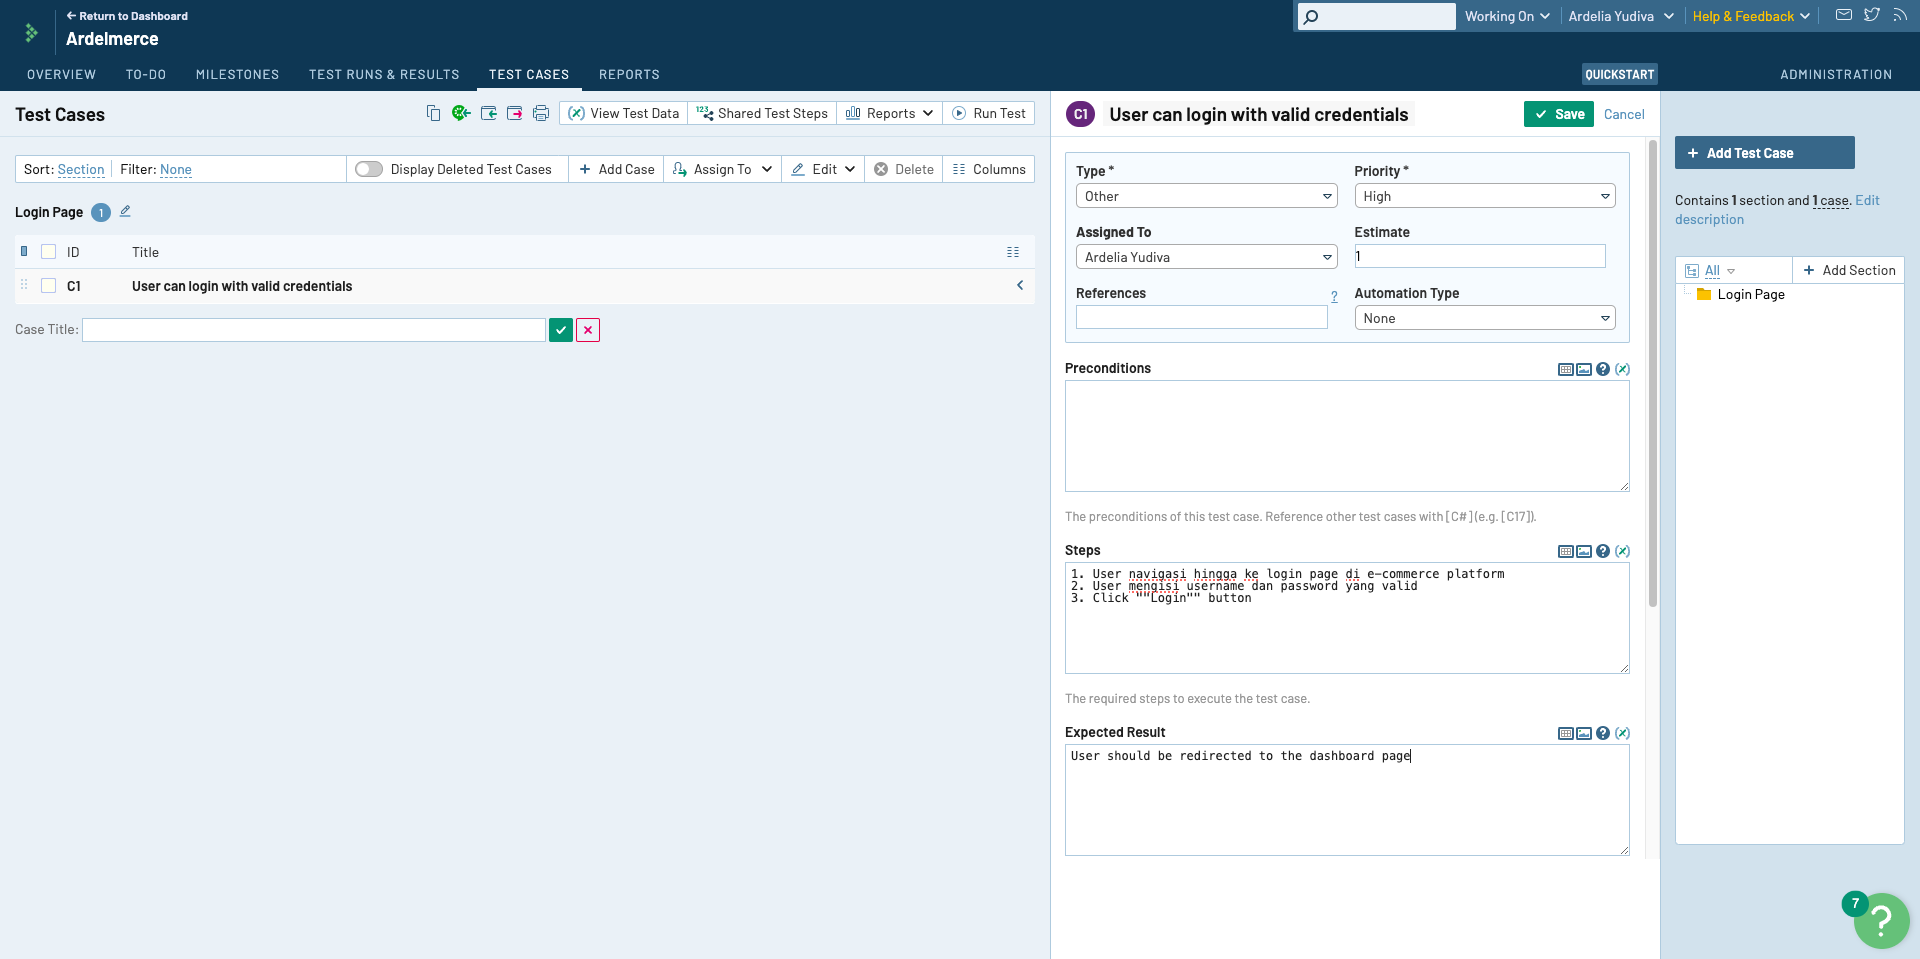 Return to Dashboard
Ardelmerce
Working On
Ardelia Yudiva
Help & Feedback
OVERVIEW
TO-DO
MILESTONES
TEST RUNS & RESULTS
TEST CASES
REPORTS
QUICKSTART
ADMINISTRATION
Test Cases
(x) View Test Data
123 Shared Test Steps
Reports
Run Test
Sort: Section
Filter: None
Display Deleted Test Cases
Add Case
Assign To
Edit
Delete
Columns
Login Page 1
ID
Title
C1
User can login with valid credentials
Case Title:
C1
User can login with valid credentials
Save
Cancel
Type *
Priority *
Other
High
Assigned To
Estimate
Ardelia Yudiva
1
References
?
Automation Type
None
Preconditions
? (x)
The preconditions of this test case. Reference other test cases with [C#] (e.g. [C17]).
Steps
? (x)
1. User navigasi hingga ke login page di e-commerce platform
2. User mengisi username dan password yang valid
3. Click ""Login"" button
The required steps to execute the test case.
Expected Result
? (x)
User should be redirected to the dashboard page
+ Add Test Case
Contains 1 section and 1 case. Edit
description
All
+ Add Section
Login Page
7
?